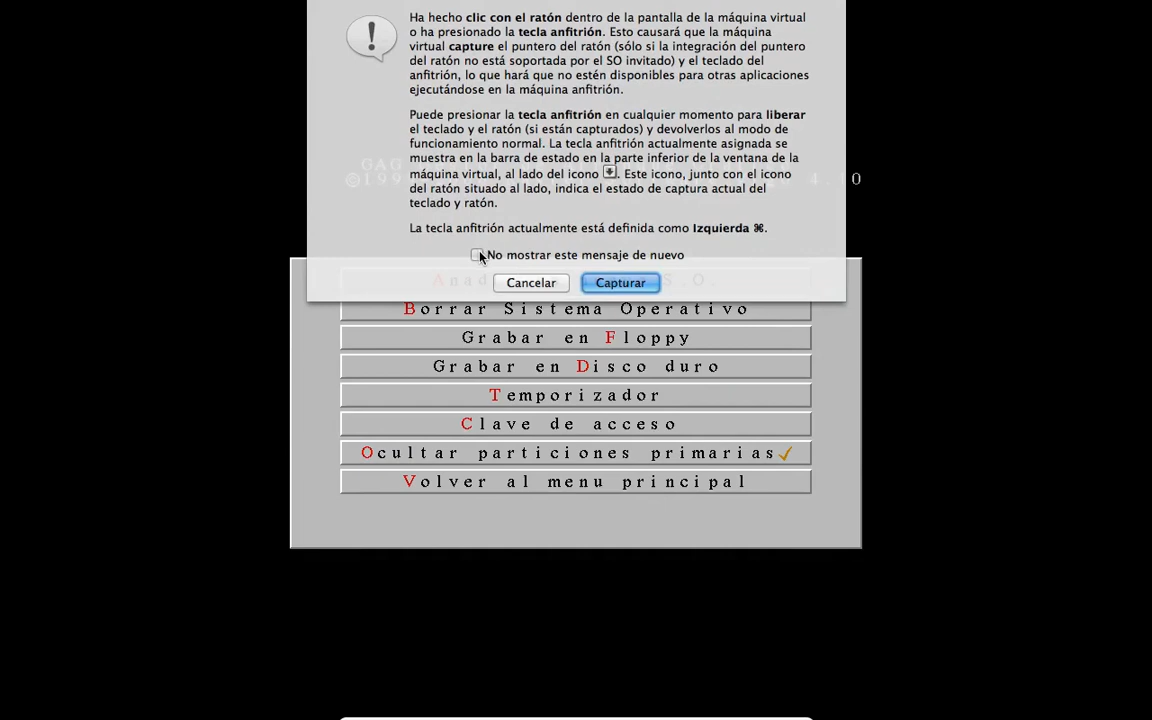 Ha hecho clic con el ratón dentro de la pantalla de la máquina virtual
o ha presionado la tecla anfitrión. Esto causará que la máquina
virtual capture el puntero del ratón (sólo si la integración del puntero
del ratón no está soportada por el SO invitado) y el teclado del
anfitrión, lo que hará que no estén disponibles para otras aplicaciones
ejecutándose en la máquina anfitrión.
Puede presionar la tecla anfitrión en cualquier momento para liberar
el teclado y el ratón (si están capturados) y devolverlos al modo de
funcionamiento normal. La tecla anfitrión actualmente asignada se
muestra en la barra de estado en la parte inferior de la ventana de la
máquina virtual, al lado del icono . Este icono, junto con el icono
del ratón situado al lado, indica el estado de captura actual del
teclado y ratón.
La tecla anfitrión actualmente está definida como Izquierda ⌘.
No mostrar este mensaje de nuevo
Cancelar Capturar
Borrar Sistema Operativo
Grabar en Floppy
Grabar en Disco duro
Temporizador
Clave de acceso
Ocultar particiones primarias
Volver al menu principal